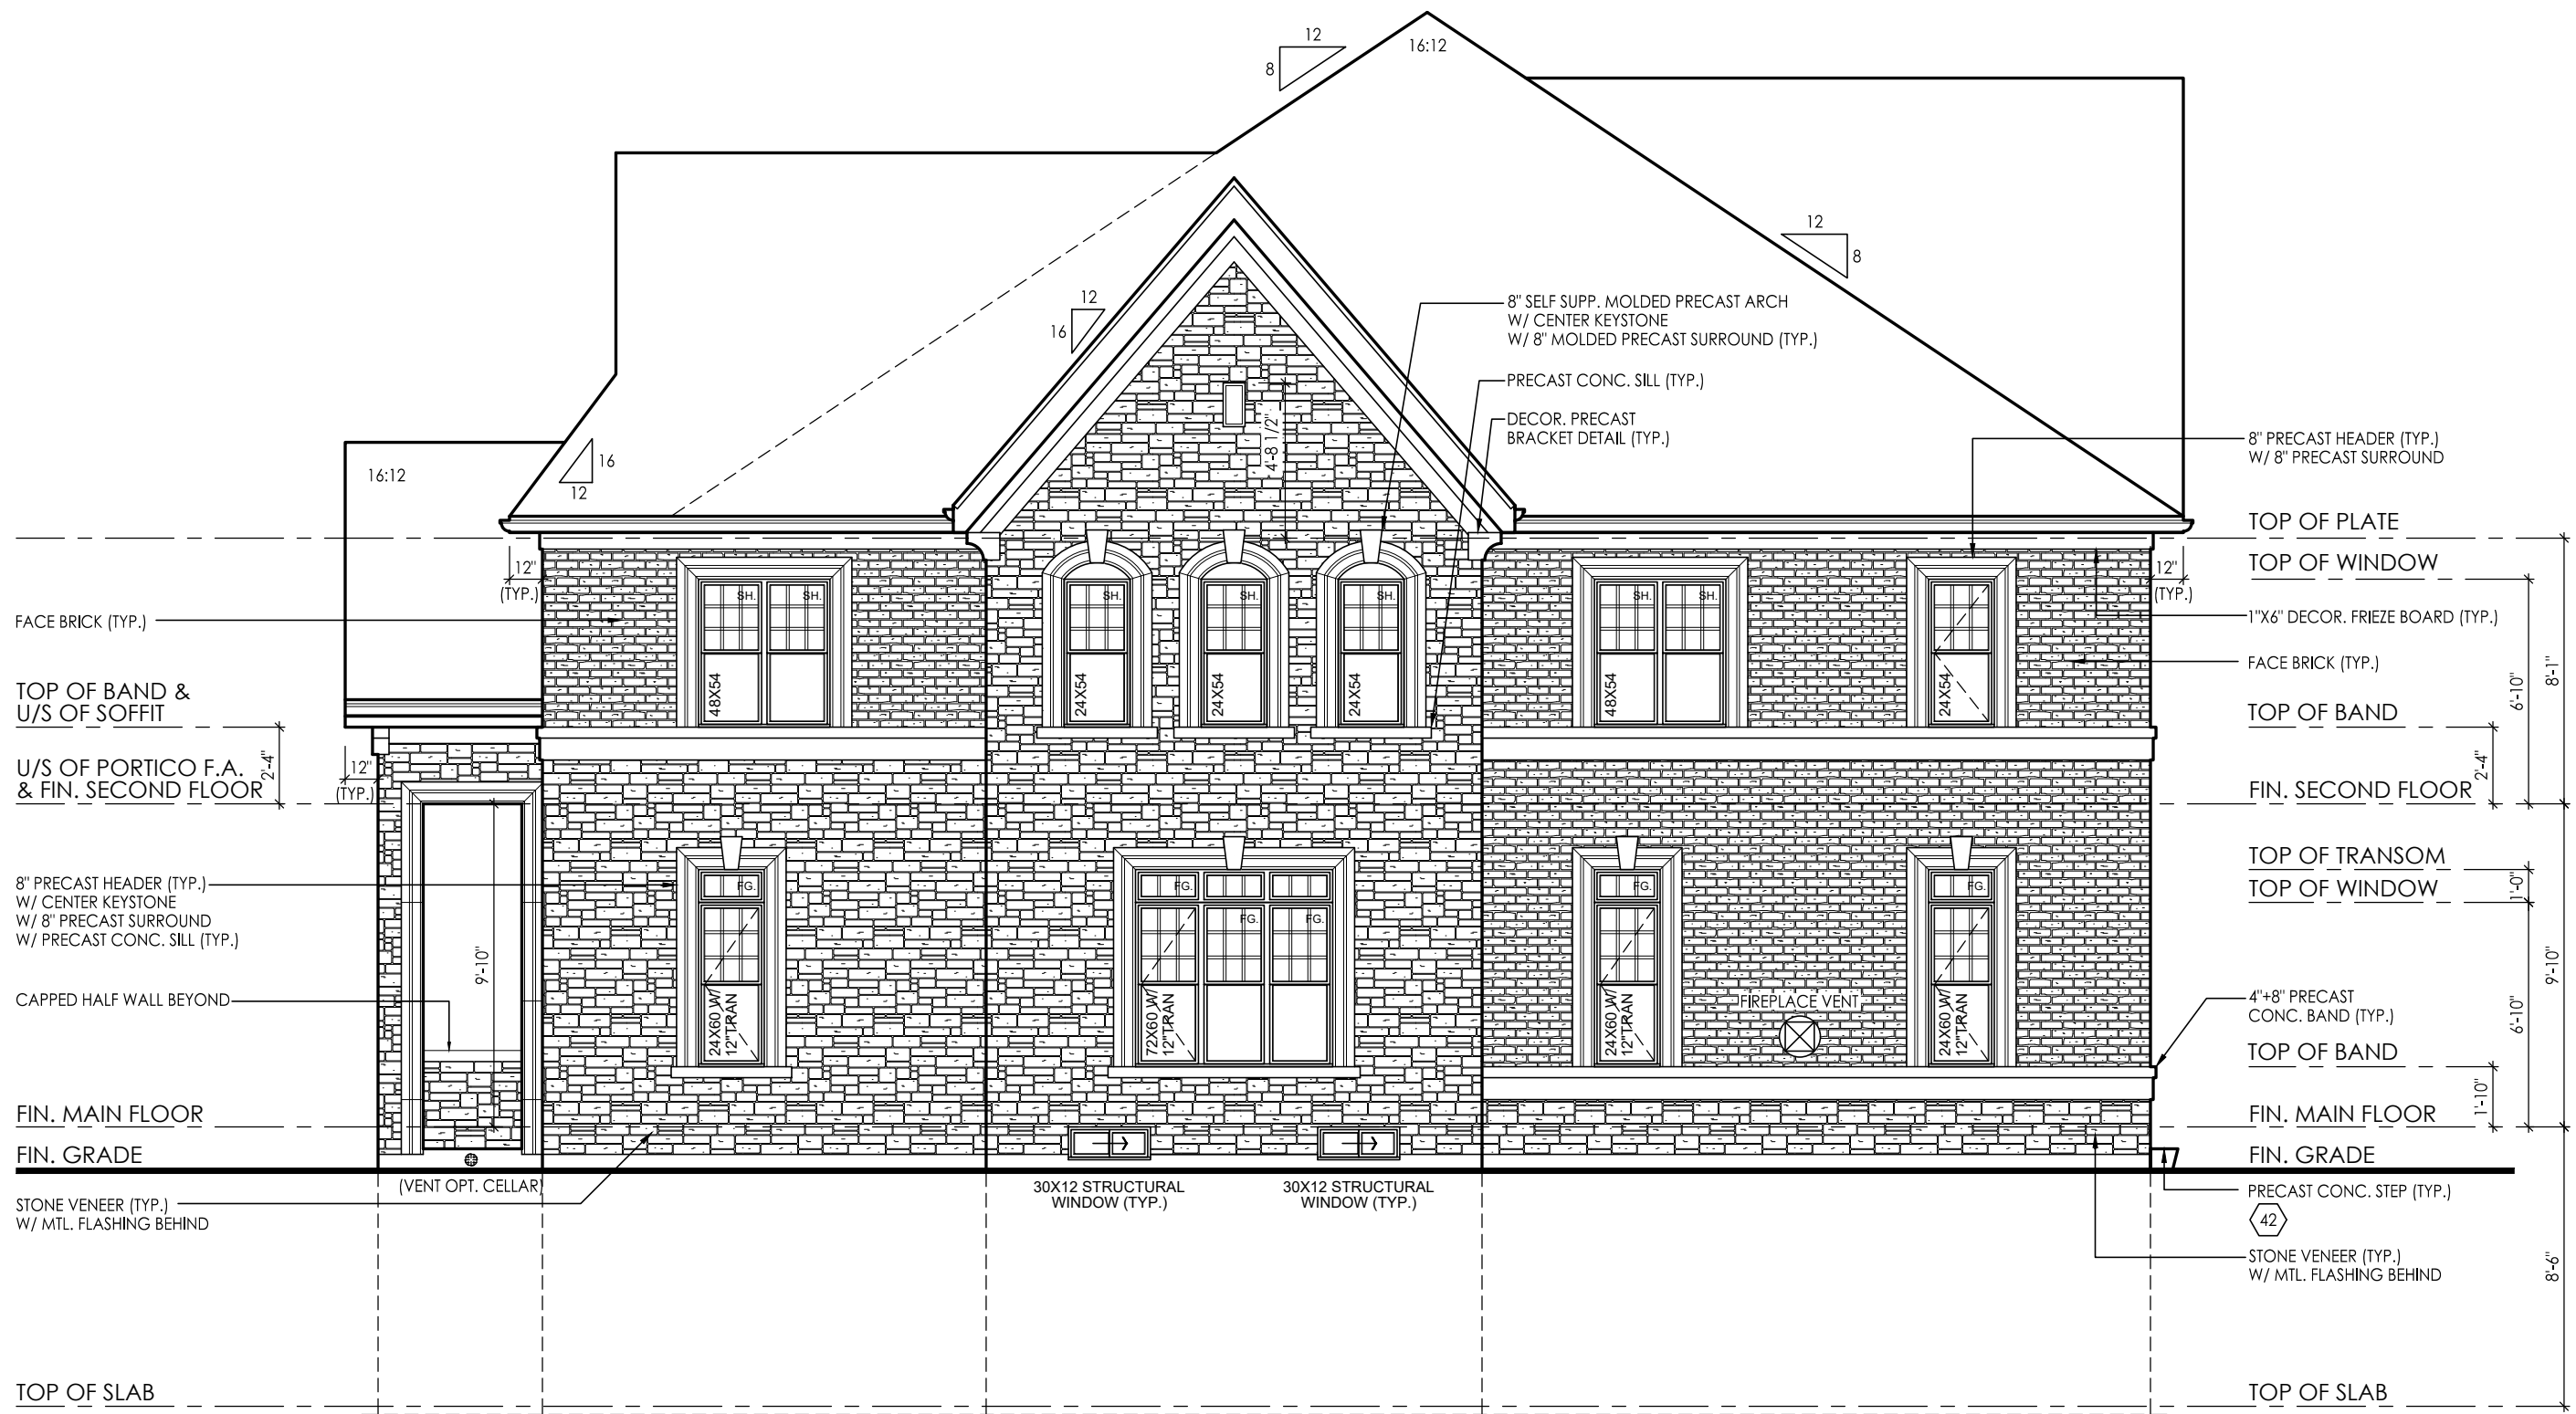 12
8
16:12
12
8
12
16
16
12
16:12
8" SELF SUPP. MOLDED PRECAST ARCH
W/ CENTER KEYSTONE
W/ 8" MOLDED PRECAST SURROUND (TYP.)
PRECAST CONC. SILL (TYP.)
DECOR. PRECAST
BRACKET DETAIL (TYP.)
4'-8 1/2"
8" PRECAST HEADER (TYP.)
W/ 8" PRECAST SURROUND
TOP OF PLATE
TOP OF WINDOW
12"
(TYP.)
12"
(TYP.)
1"X6" DECOR. FRIEZE BOARD (TYP.)
FACE BRICK (TYP.)
FACE BRICK (TYP.)
SH.
SH.
48X54
SH.
24X54
SH.
24X54
SH.
24X54
SH.
SH.
48X54
24X54
8'-1"
6'-10"
TOP OF BAND &
U/S OF SOFFIT
2'-4"
U/S OF PORTICO F.A.
& FIN. SECOND FLOOR
12"
(TYP.)
TOP OF BAND
2'-4"
FIN. SECOND FLOOR
TOP OF TRANSOM
TOP OF WINDOW
1'-0"
8" PRECAST HEADER (TYP.)
W/ CENTER KEYSTONE
W/ 8" PRECAST SURROUND
W/ PRECAST CONC. SILL (TYP.)
CAPPED HALF WALL BEYOND
9'-10"
FG.
24X60 W/
12"TRAN
FG.
FG.
FG.
72X60 W/
12"TRAN
FG.
24X60 W/
12"TRAN
FIREPLACE VENT
FG.
24X60 W/
12"TRAN
9'-10"
6'-10"
4"+8" PRECAST
CONC. BAND (TYP.)
TOP OF BAND
1'-10"
FIN. MAIN FLOOR
FIN. MAIN FLOOR
FIN. GRADE
FIN. GRADE
(VENT OPT. CELLAR)
STONE VENEER (TYP.)
W/ MTL. FLASHING BEHIND
30X12 STRUCTURAL
WINDOW (TYP.)
30X12 STRUCTURAL
WINDOW (TYP.)
PRECAST CONC. STEP (TYP.)
42
STONE VENEER (TYP.)
W/ MTL. FLASHING BEHIND
8'-6"
TOP OF SLAB
TOP OF SLAB